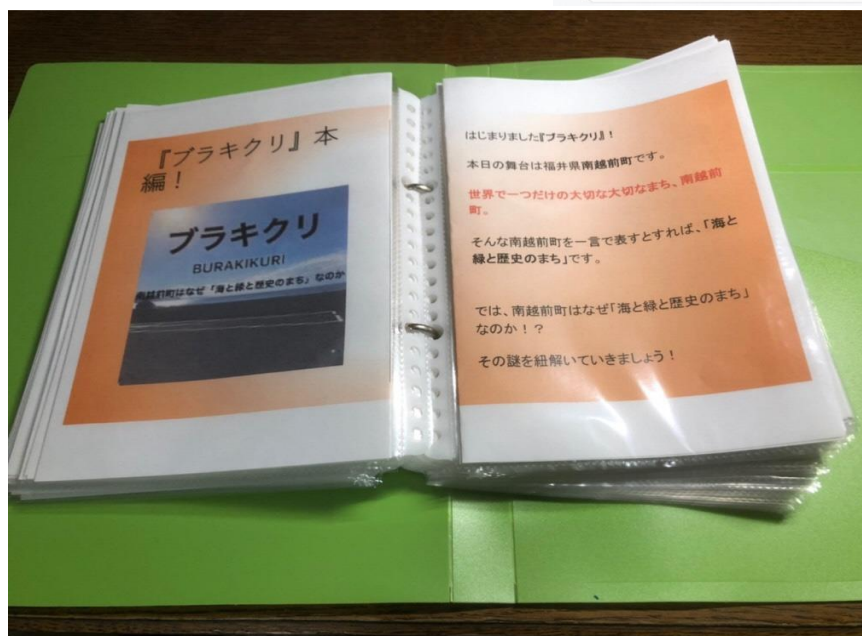 『ブラキクリ』本
編！
ブラキクリ
BURAKIKURI
南越前町はなぜ「海と緑と歴史のまち」なのか
はじまりました『ブラキクリ』！
本日の舞台は福井県南越前町です。
世界で一つだけの大切な大切なまち、南越前
町。
そんな南越前町を一言で表すとすれば、「海と
緑と歴史のまち」です。
では、南越前町はなぜ「海と緑と歴史のまち」
なのか！？
その謎を紐解いていきましょう！